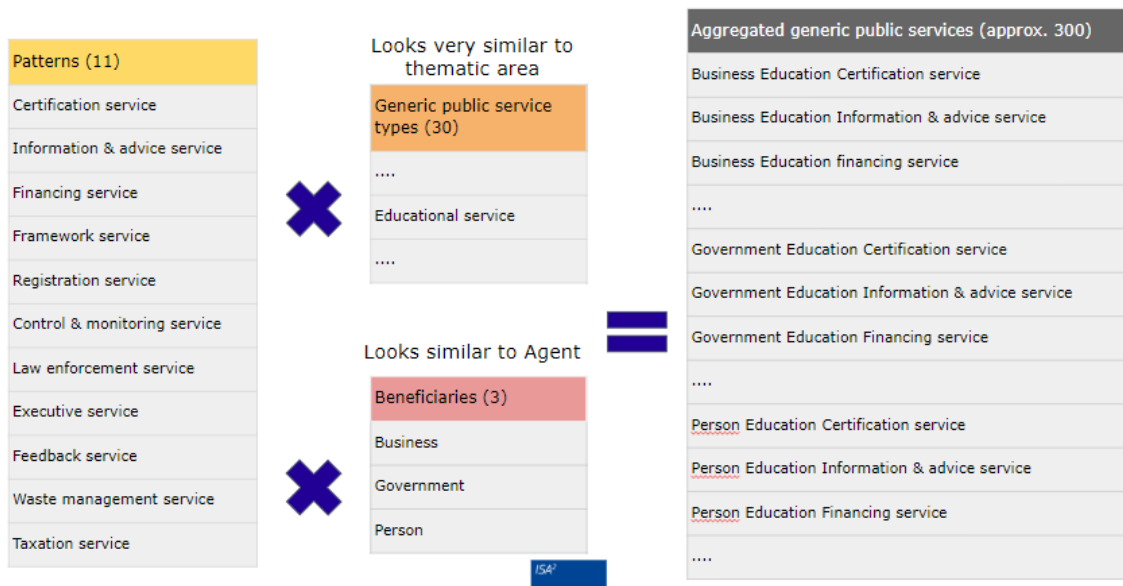 Patterns (11)
Certification service
Information & advice service
Financing service
Framework service
Registration service
Control & monitoring service
Law enforcement service
Executive service
Feedback service
Waste management service
Taxation service
Looks very similar to
thematic area
Generic public service
types (30)
....
Educational service
....
Looks similar to Agent
Beneficiaries (3)
Business
Government
Person
ISA²
Aggregated generic public services (approx. 300)
Business Education Certification service
Business Education Information & advice service
Business Education financing service
....
Government Education Certification service
Government Education Information & advice service
Government Education Financing service
....
Person Education Certification service
Person Education Information & advice service
Person Education Financing service
....